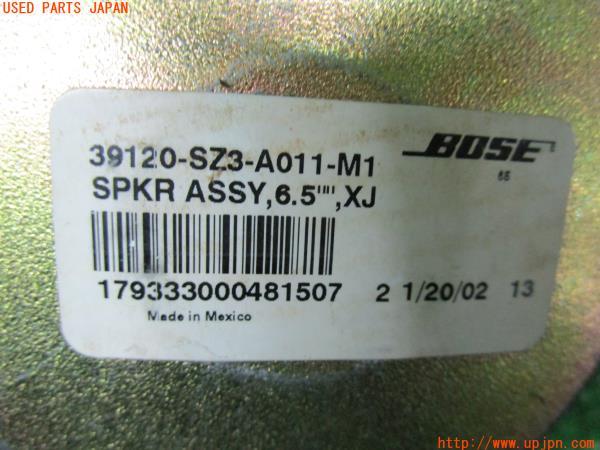 USED PARTS JAPAN
39120-SZ3-A011-M1
BOSE
SPKR ASSY,6.5"",XJ
65
179333000481507 2 1/20/02 13
Made in Mexico
http://www.upjpn.com